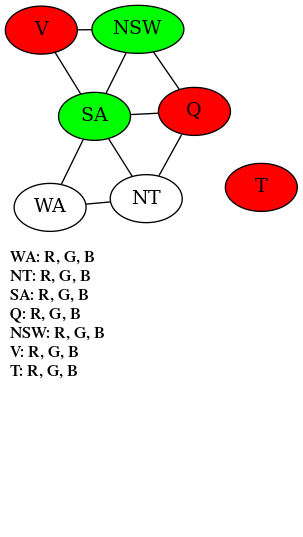 V
NSW
SA
Q
T
WA
NT
WA: R, G, B
NT: R, G, B
SA: R, G, B
Q: R, G, B
NSW: R, G, B
V: R, G, B
T: R, G, B